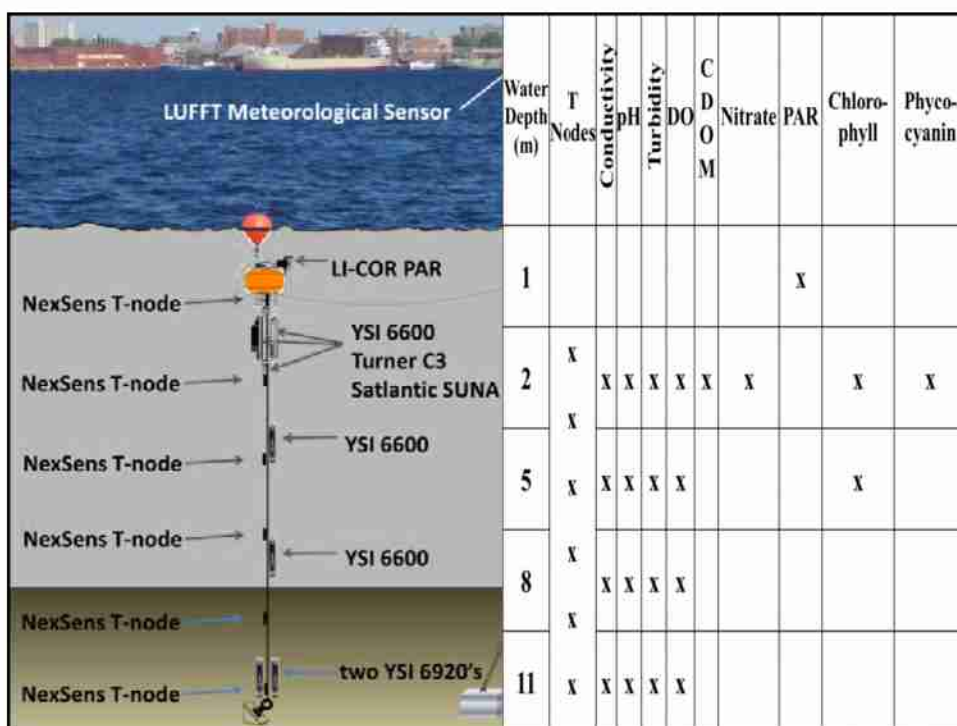 LUFFT Meteorological Sensor
LI-COR PAR
NexSens T-node
YSI 6600
Turner C3
Satlantic SUNA
NexSens T-node
YSI 6600
NexSens T-node
NexSens T-node
YSI 6600
NexSens T-node
two YSI 6920's
NexSens T-node
Water Depth (m) T Nodes Conductivity pH Turbidity DO CDOM Nitrate PAR Chloro-phyll Phyco-cyanin
1 x
x
2 x x x x x x x x
x
5 x x x x x x
x
8 x x x x
x
11 x x x x x